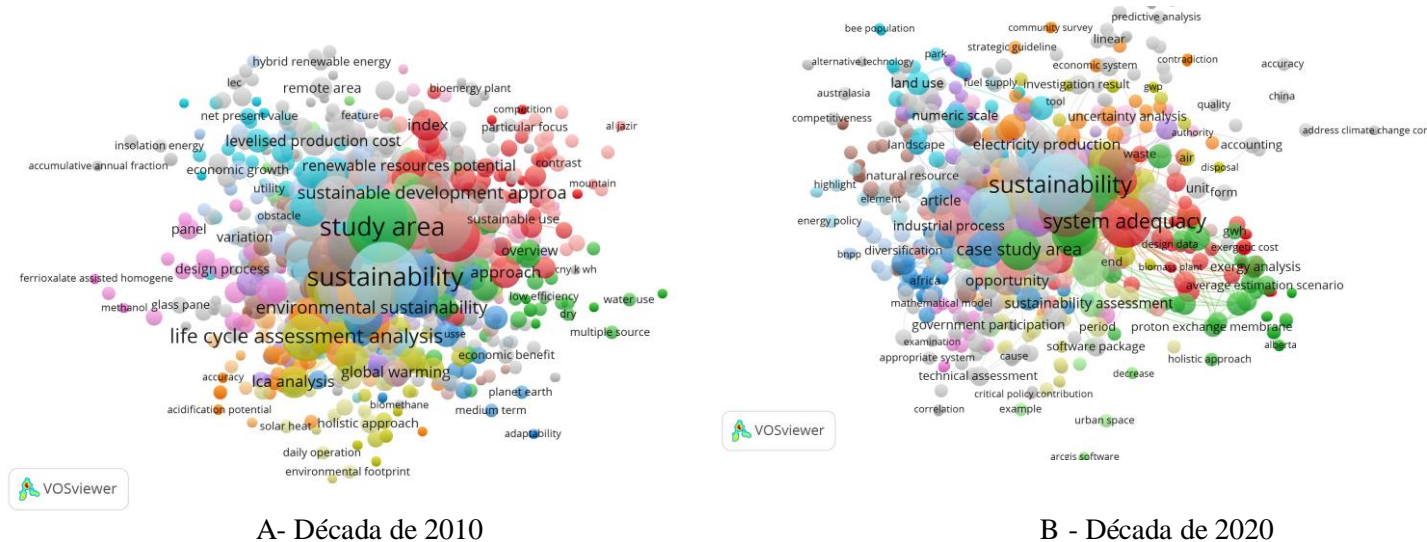 hybrid renewable energy
lec
remote area
bioenergy plant
net present value
feature
index
competition
particular focus
al jazir
insolation energy
levelised production cost
accumulative annual fraction
economic growth
renewable resources potential
contrast
utility
sustainable development approa
mountain
obstacle
study area
sustainable use
panel
variation
overview
design process
sustainability
approach
cny k wh
ferrioxalate assisted homogene
methanol
glass pane
environmental sustainability
low efficiency
water use
dry
life cycle assessment analysis
usse
multiple source
economic benefit
global warming
accuracy
lca analysis
planet earth
biomethane
medium term
acidification potential
solar heat
holistic approach
adaptability
daily operation
environmental footprint
VOSviewer
A- Década de 2010
predictive analysis
bee population
community survey
linear
park
strategic guideline
alternative technology
economic system
contradiction
accuracy
land use
fuel supply
investigation result
gwp
australasia
tool
quality
china
competitiveness
numeric scale
uncertainty analysis
authority
address climate change con
landscape
electricity production
accounting
waste
air
disposal
natural resource
sustainability
unit
form
highlight
element
article
energy policy
industrial process
system adequacy
gwh
bnpp
diversification
case study area
design data
exergetic cost
end
biomass plant
exergy analysis
africa
opportunity
average estimation scenario
mathematical model
sustainability assessment
government participation
period
proton exchange membrane
examination
appropriate system
cause
software package
holistic approach
alberta
technical assessment
decrease
critical policy contribution
correlation
example
urban space
arcgis software
VOSviewer
B - Década de 2020